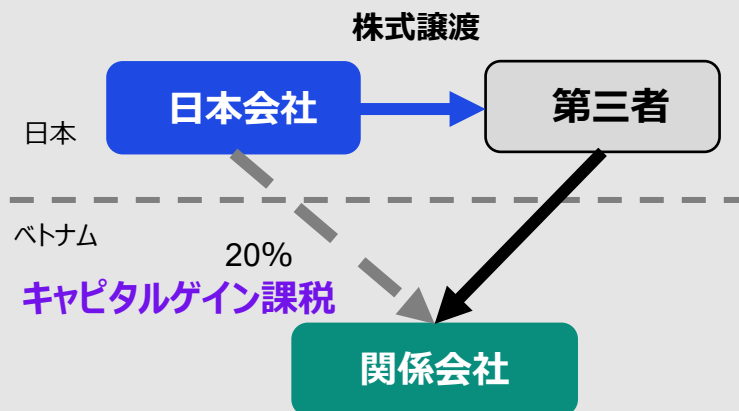 株式譲渡
日本会社
第三者
日本
ベトナム
20%
キャピタルゲイン課税
関係会社